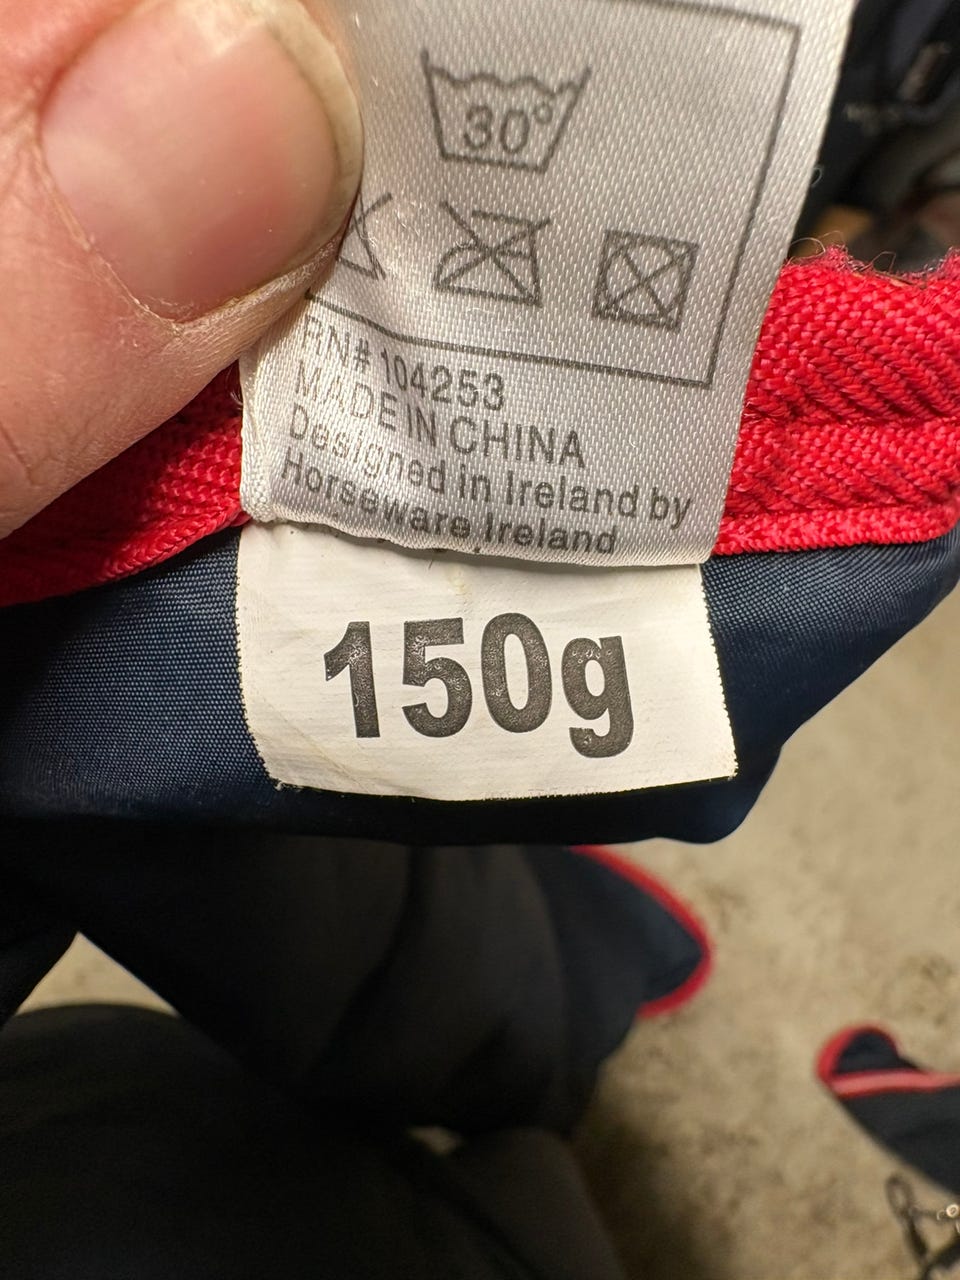 30°
RN# 104253
MADE IN CHINA
Designed in Ireland by
Horseware Ireland
150g